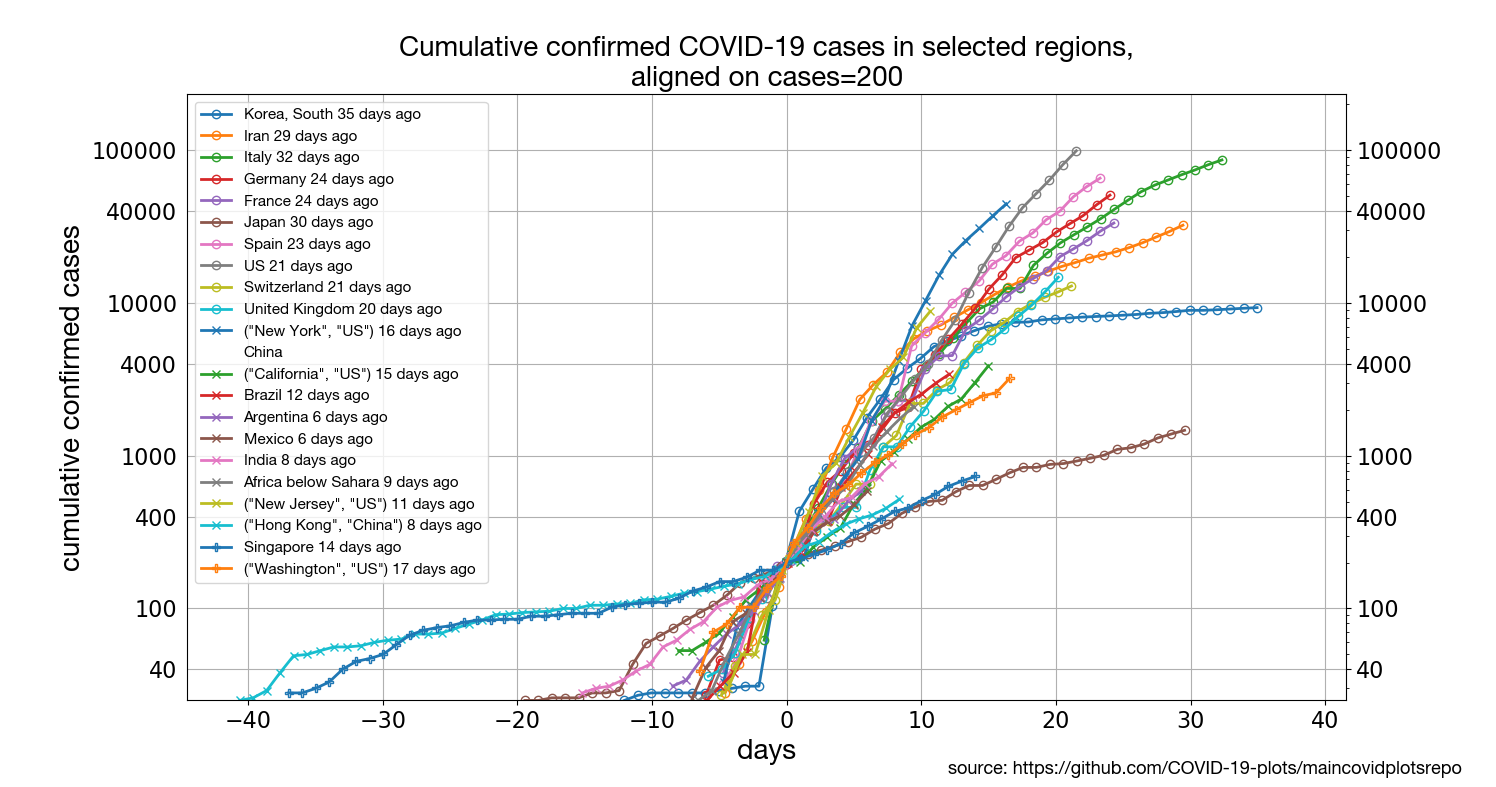 Cumulative confirmed COVID-19 cases in selected regions,
aligned on cases=200
Korea, South 35 days ago
Iran 29 days ago
Italy 32 days ago
Germany 24 days ago
France 24 days ago
Japan 30 days ago
Spain 23 days ago
US 21 days ago
Switzerland 21 days ago
United Kingdom 20 days ago
("New York", "US") 16 days ago
China
("California", "US") 15 days ago
Brazil 12 days ago
Argentina 6 days ago
Mexico 6 days ago
India 8 days ago
Africa below Sahara 9 days ago
("New Jersey", "US") 11 days ago
("Hong Kong", "China") 8 days ago
Singapore 14 days ago
("Washington", "US") 17 days ago
cumulative confirmed cases
100000
40000
10000
4000
1000
400
100
40
100000
40000
10000
4000
1000
400
100
40
−40 −30 −20 −10 0 10 20 30 40
days
source: https://github.com/COVID-19-plots/maincovidplotsrepo